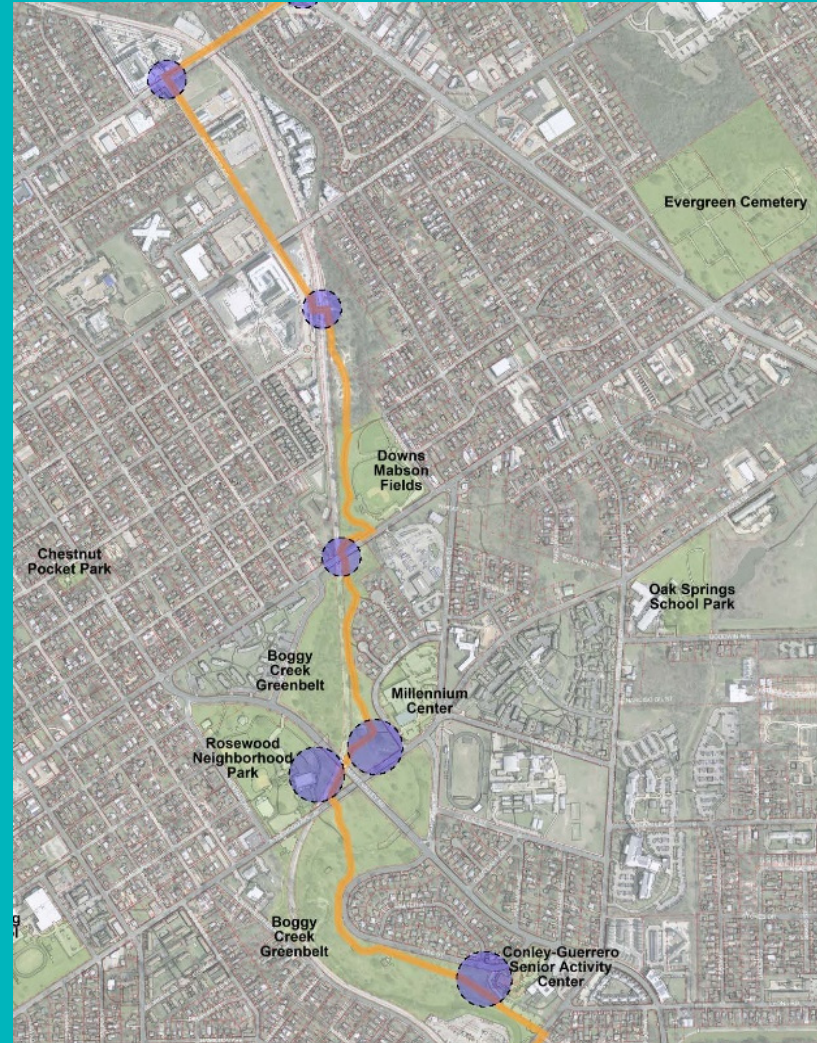 Evergreen Cemetery
Downs
Mabson
Fields
Chestnut
Pocket Park
Oak Springs
School Park
Boggy
Creek
Greenbelt
Millennium
Center
Rosewood
Neighborhood
Park
Boggy
Creek
Greenbelt
Conley-Guerrero
Senior Activity
Center